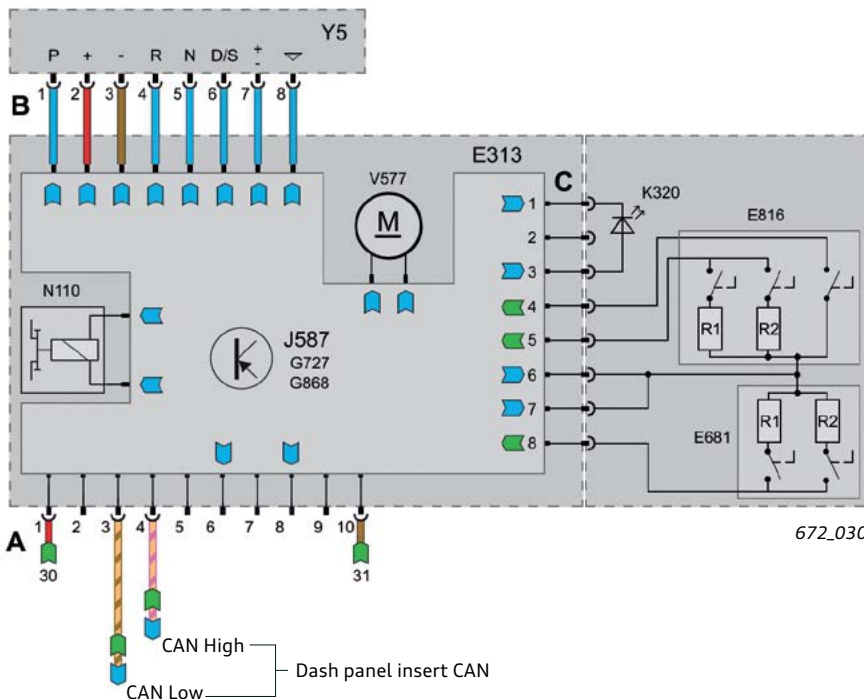 Y5
P + - R N D/S + - ▽
1 2 3 4 5 6 7 8
B
E313
C
V577
M
K320
E816
1
2
3
4
5
6
7
8
N110
J587
G727
G868
R1 R2
E681 R1 R2
A
1 2 3 4 5 6 7 8 9 10
30 31
672_030
CAN High
Dash panel insert CAN
CAN Low